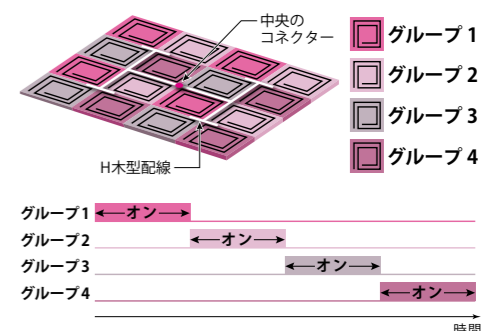 中央の
コネクター
H木型配線
グループ 1
グループ 2
グループ 3
グループ 4
グループ1
オン
グループ2
オン
グループ3
オン
グループ4
オン
時間